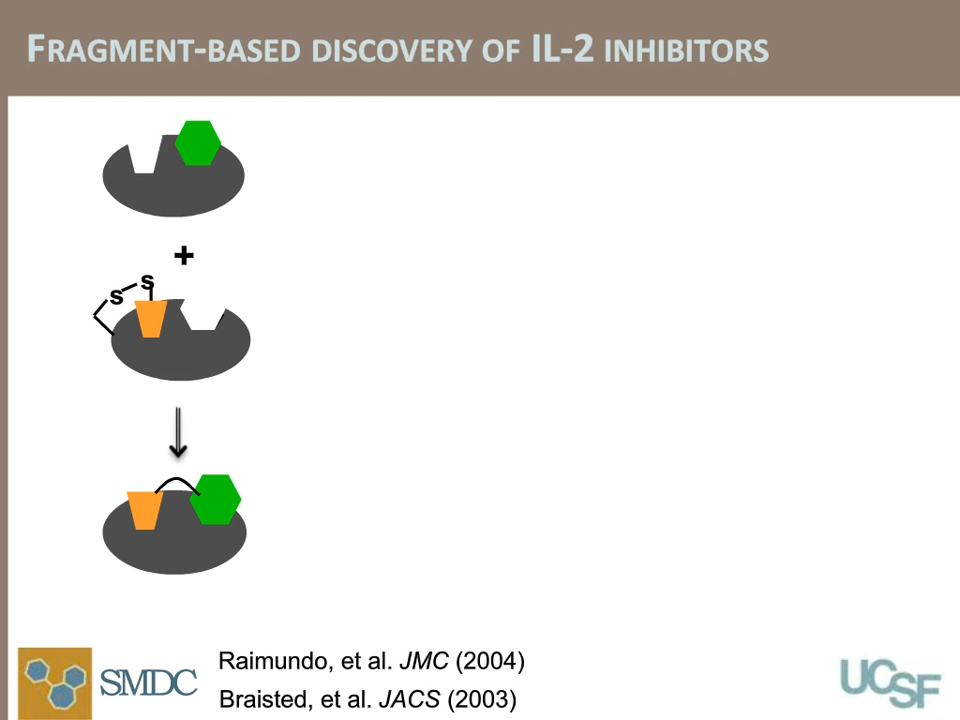 FRAGMENT-BASED DISCOVERY OF IL-2 INHIBITORS
+
S
S
Raimundo, et al. JMC (2004)
SMDC
Braisted, et al. JACS (2003)
UCSF